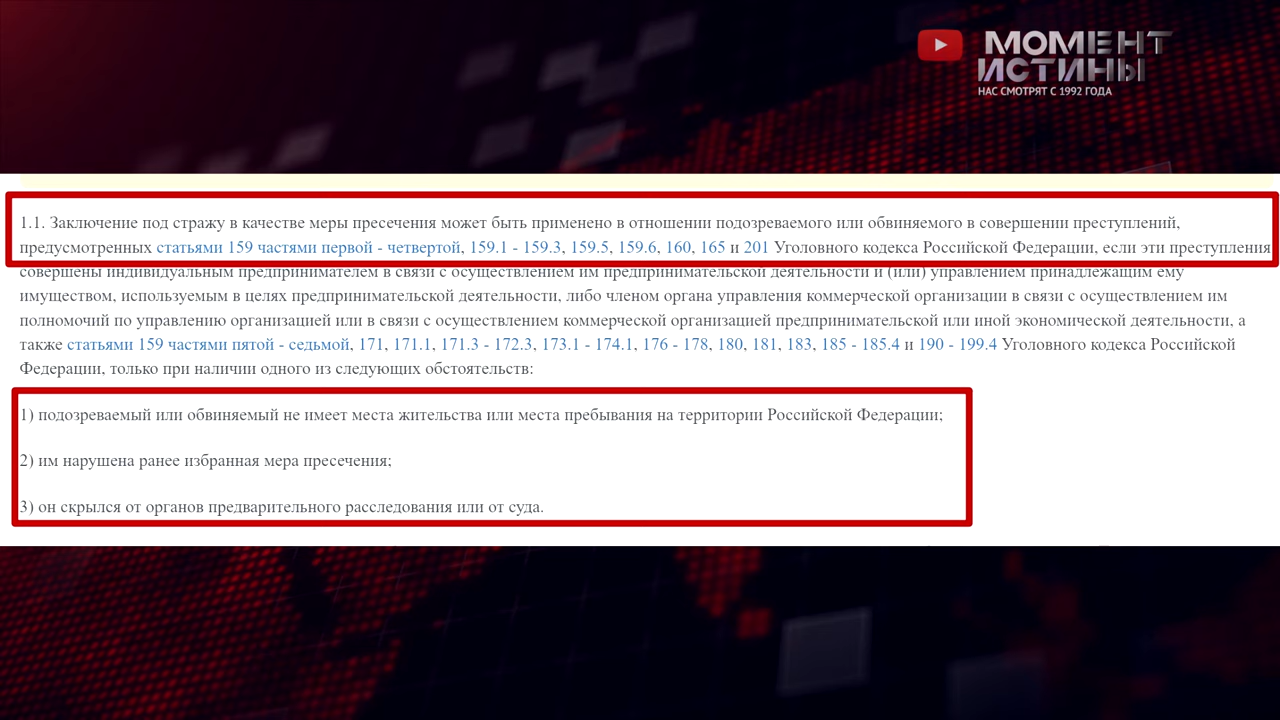 МОМЕНТ
ИСТИНЫ
НАС СМОТРЯТ С 1992 ГОДА
1.1. Заключение под стражу в качестве меры пресечения может быть применено в отношении подозреваемого или обвиняемого в совершении преступлений,
предусмотренных статьями 159 частями первой - четвертой, 159.1 - 159.3, 159.5, 159.6, 160, 165 и 201 Уголовного кодекса Российской Федерации, если эти преступления
совершены индивидуальным предпринимателем в связи с осуществлением им предпринимательской деятельности и (или) управлением принадлежащим ему
имуществом, используемым в целях предпринимательской деятельности, либо членом органа управления коммерческой организации в связи с осуществлением им
полномочий по управлению организацией или в связи с осуществлением коммерческой организацией предпринимательской или иной экономической деятельности, а
также статьями 159 частями пятой - седьмой, 171, 171.1, 171.3 - 172.3, 173.1 - 174.1, 176 - 178, 180, 181, 183, 185 - 185.4 и 190 - 199.4 Уголовного кодекса Российской
Федерации, только при наличии одного из следующих обстоятельств:
1) подозреваемый или обвиняемый не имеет места жительства или места пребывания на территории Российской Федерации;
2) им нарушена ранее избранная мера пресечения;
3) он скрылся от органов предварительного расследования или от суда.